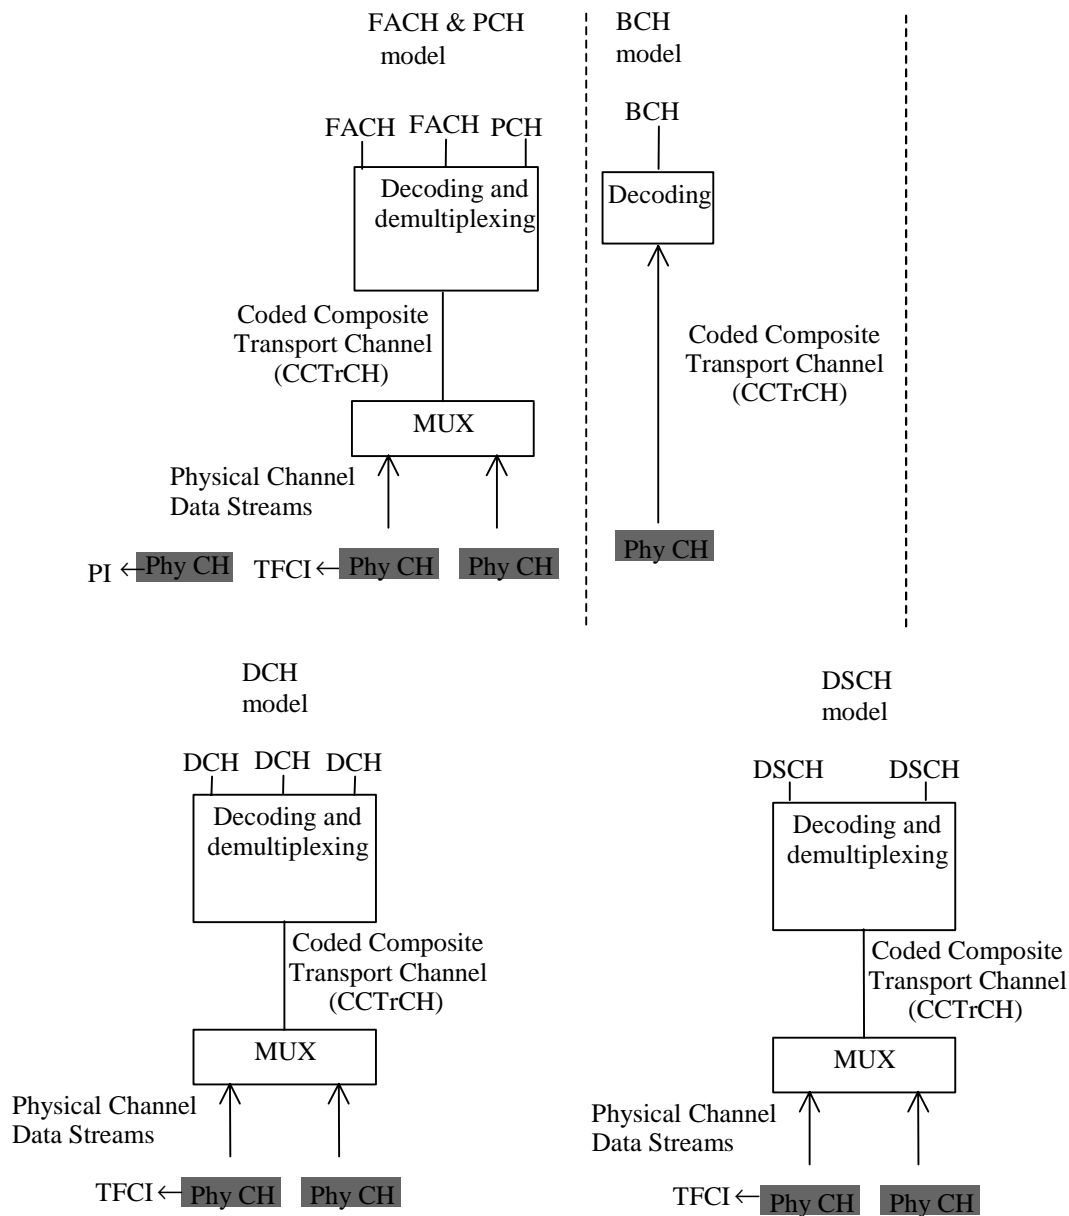 FACH & PCH
model
BCH
model
FACH FACH PCH
BCH
Decoding and
demultiplexing
Decoding
Coded Composite
Transport Channel
(CCTrCH)
Coded Composite
Transport Channel
(CCTrCH)
MUX
Physical Channel
Data Streams
PI Phy CH
TFCI Phy CH
Phy CH
Phy CH
DCH
model
DSCH
model
DCH DCH DCH
DSCH DSCH
Decoding and
demultiplexing
Decoding and
demultiplexing
Coded Composite
Transport Channel
(CCTrCH)
Coded Composite
Transport Channel
(CCTrCH)
MUX
MUX
Physical Channel
Data Streams
Physical Channel
Data Streams
TFCI Phy CH
Phy CH
TFCI Phy CH
Phy CH